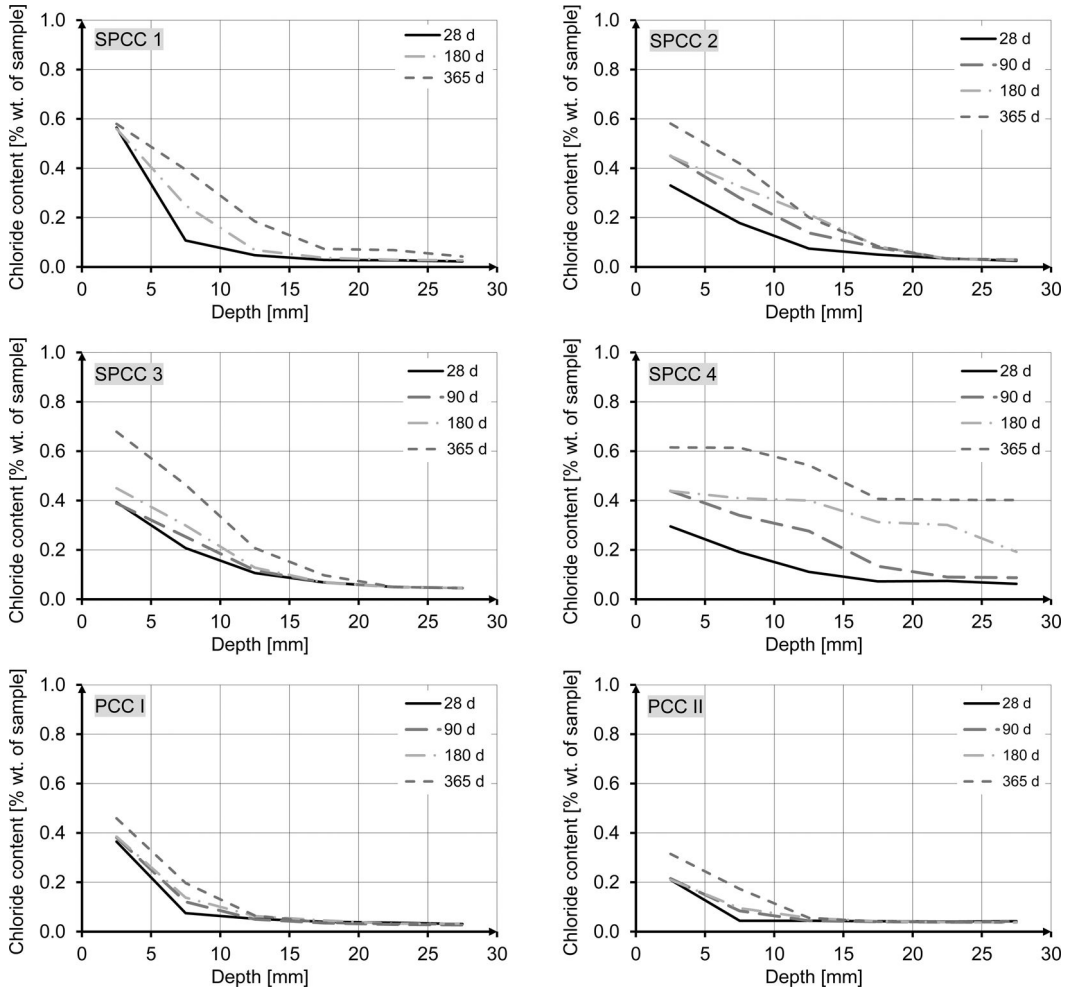 SPCC 1
28 d
180 d
365 d
Chloride content [% wt. of sample]
1.0
0.8
0.6
0.4
0.2
0.0
0 5 10 15 20 25 30
Depth [mm]
SPCC 2
28 d
90 d
180 d
365 d
Chloride content [% wt. of sample]
1.0
0.8
0.6
0.4
0.2
0.0
0 5 10 15 20 25 30
Depth [mm]
SPCC 3
28 d
90 d
180 d
365 d
Chloride content [% wt. of sample]
1.0
0.8
0.6
0.4
0.2
0.0
0 5 10 15 20 25 30
Depth [mm]
SPCC 4
28 d
90 d
180 d
365 d
Chloride content [% wt. of sample]
1.0
0.8
0.6
0.4
0.2
0.0
0 5 10 15 20 25 30
Depth [mm]
PCC I
28 d
90 d
180 d
365 d
Chloride content [% wt. of sample]
1.0
0.8
0.6
0.4
0.2
0.0
0 5 10 15 20 25 30
Depth [mm]
PCC II
28 d
90 d
180 d
365 d
Chloride content [% wt. of sample]
1.0
0.8
0.6
0.4
0.2
0.0
0 5 10 15 20 25 30
Depth [mm]